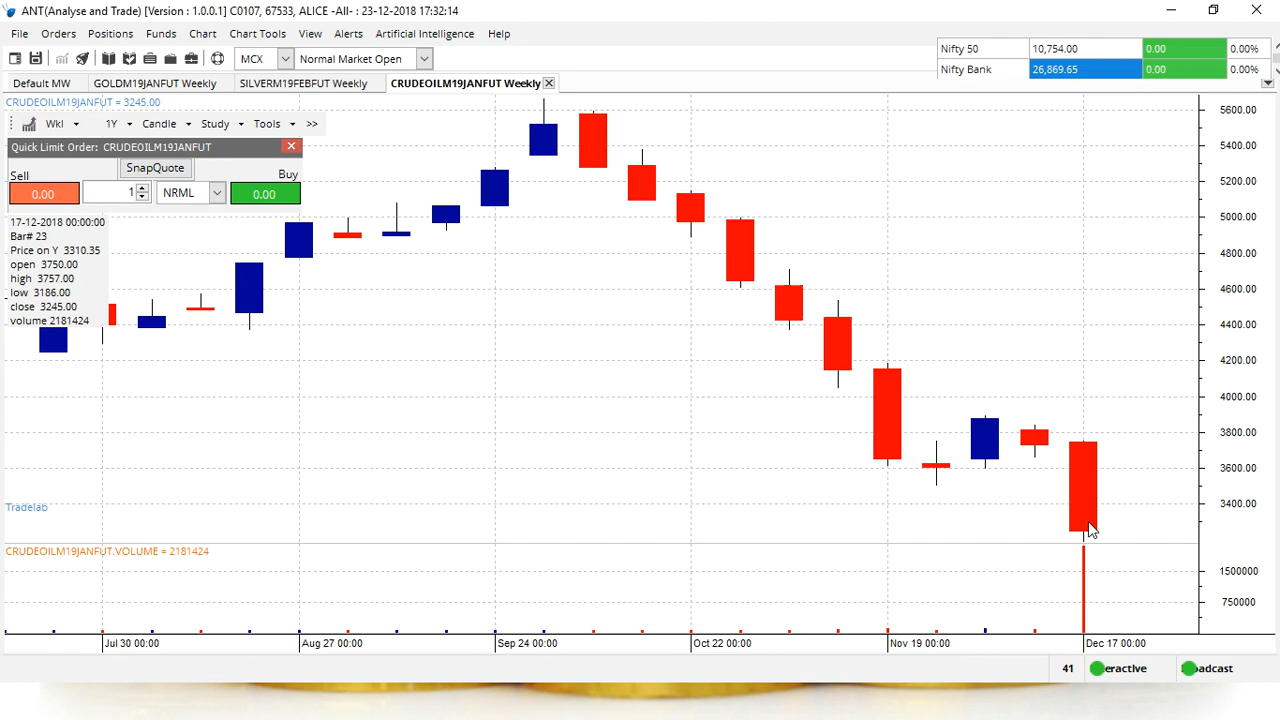 ANT(Analyse and Trade) [Version : 1.0.0.1] C0107, 67533, ALICE -All- : 23-12-2018 17:32:14
File Orders Positions Funds Chart Chart Tools View Alerts Artificial Intelligence Help
MCX Normal Market Open
Nifty 50 10,754.00 0.00 0.00%
Nifty Bank 26,869.65 0.00 0.00%
Default MW GOLDM19JANFUT Weekly SILVERM19FEBFUT Weekly CRUDEOILM19JANFUT Weekly
CRUDEOILM19JANFUT = 3245.00
Wkl 1Y Candle Study Tools >>
Quick Limit Order: CRUDEOILM19JANFUT
SnapQuote
Sell Buy
0.00 1 NRML 0.00
17-12-2018 00:00:00
Bar# 23
Price on Y 3310.35
open 3750.00
high 3757.00
low 3186.00
close 3245.00
volume 2181424
5600.00
5400.00
5200.00
5000.00
4800.00
4600.00
4400.00
4200.00
4000.00
3800.00
3600.00
3400.00
Tradelab
CRUDEOILM19JANFUT.VOLUME = 2181424
1500000
750000
Jul 30 00:00 Aug 27 00:00 Sep 24 00:00 Oct 22 00:00 Nov 19 00:00 Dec 17 00:00
41 eractive adcast